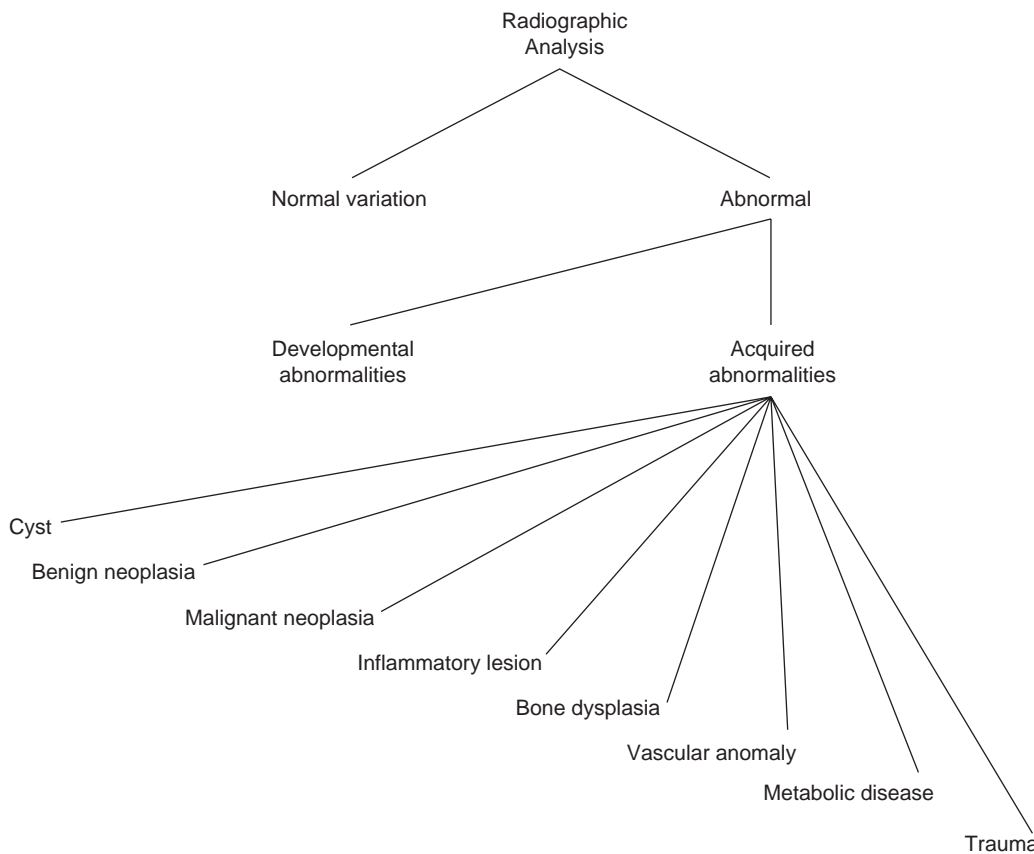 Radiographic
Analysis
Normal variation
Abnormal
Developmental
abnormalities
Acquired
abnormalities
Cyst
Benign neoplasia
Malignant neoplasia
Inflammatory lesion
Bone dysplasia
Vascular anomaly
Metabolic disease
Trauma